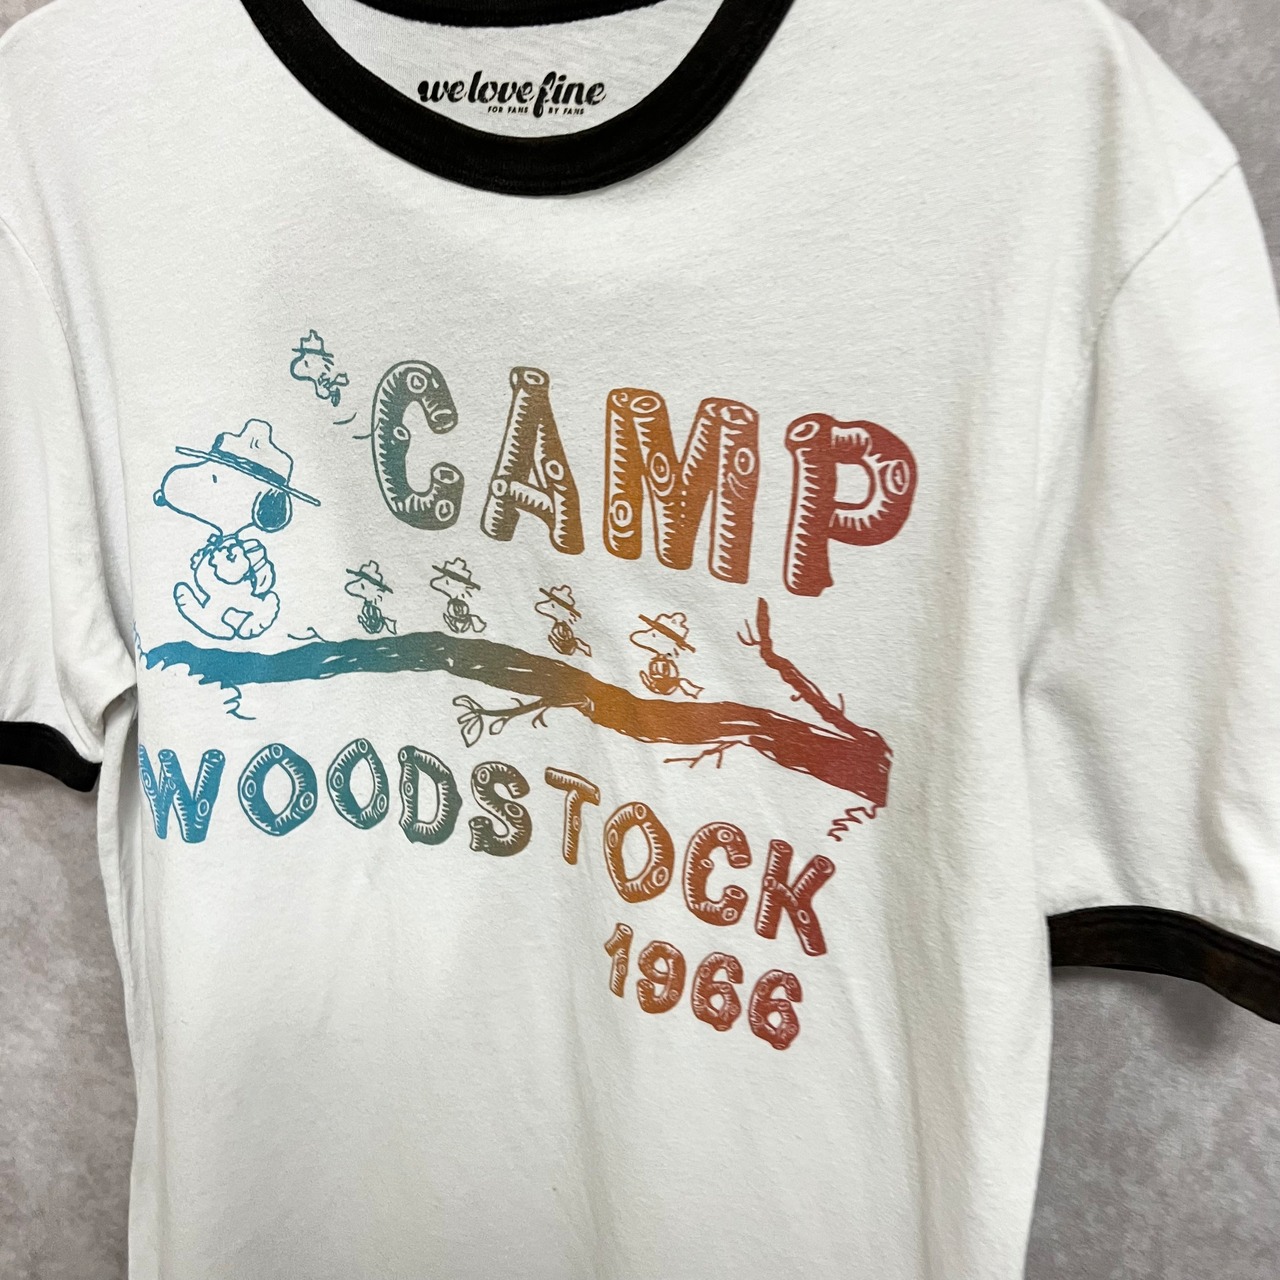 welovefine
FOR FANS BY FANS
CAMP
WOODSTOCK
1966